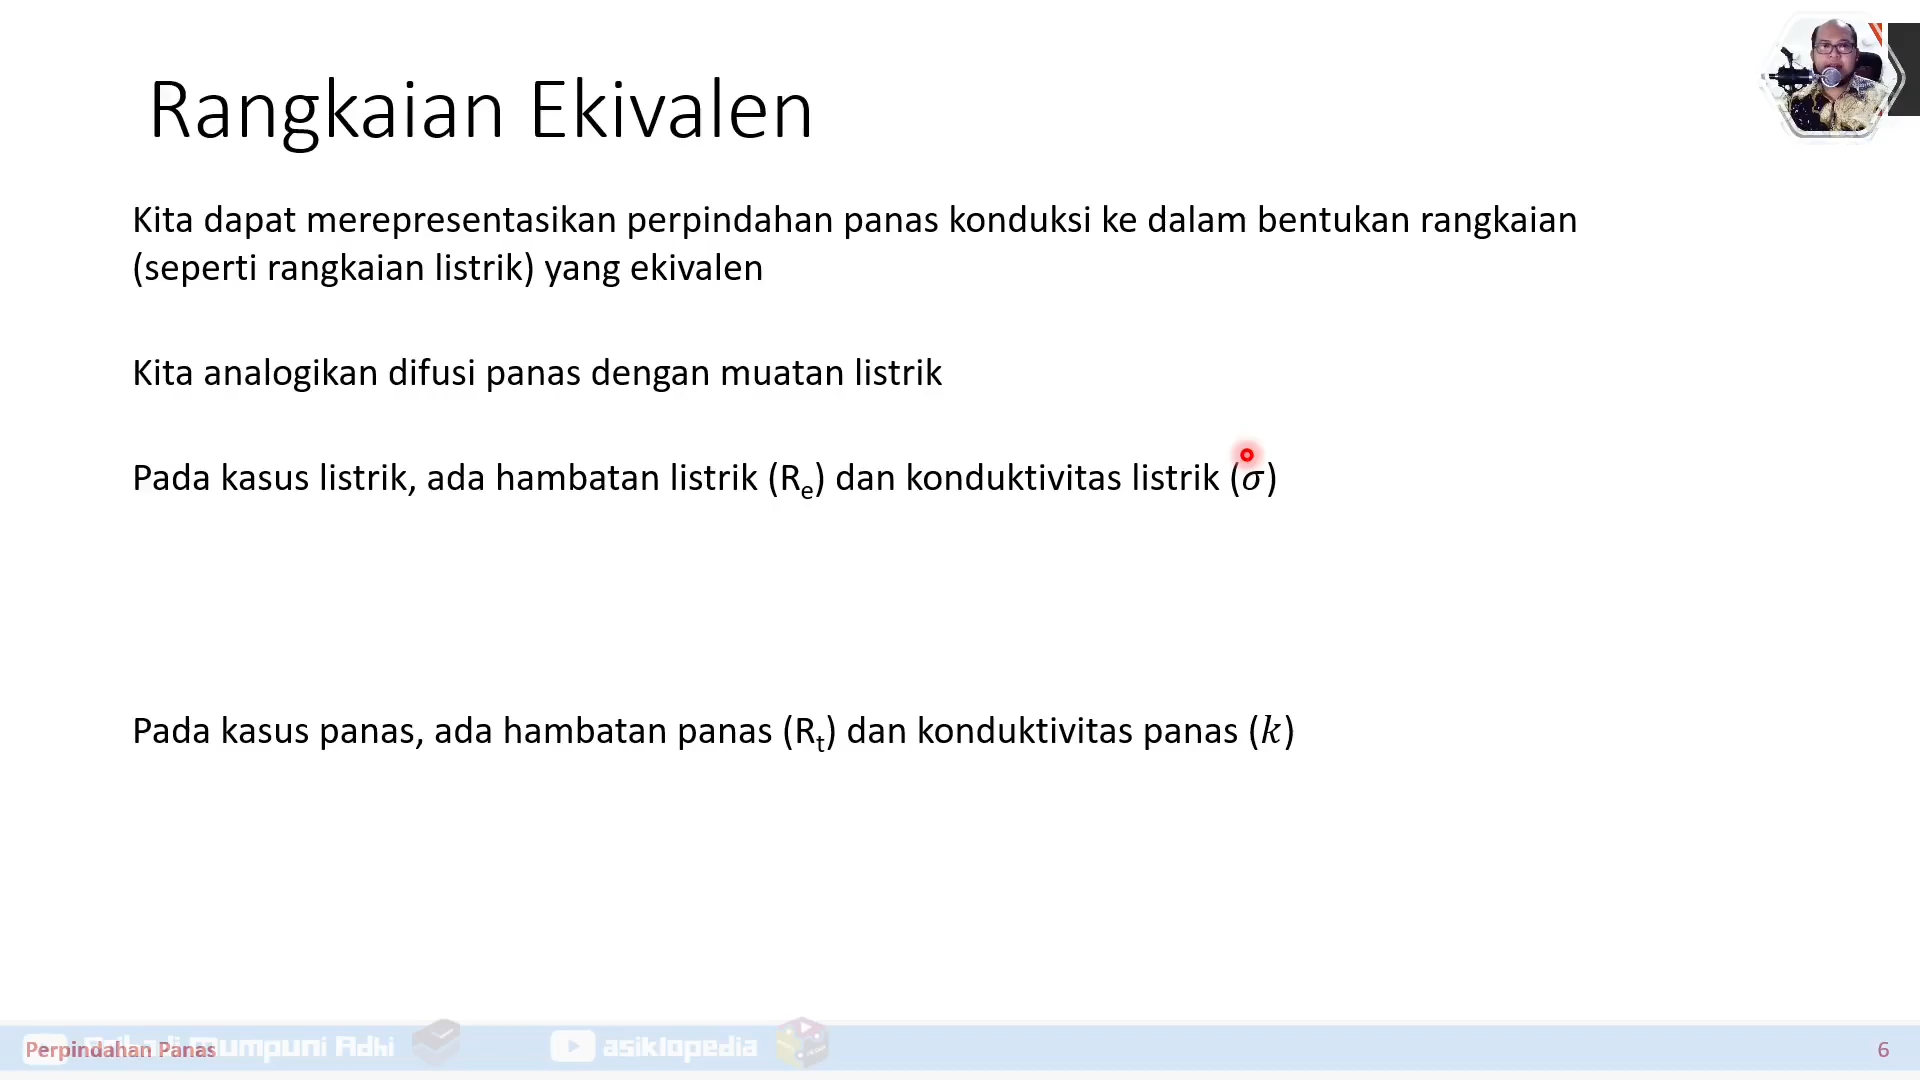 Rangkaian Ekivalen
Kita dapat merepresentasikan perpindahan panas konduksi ke dalam bentukan rangkaian
(seperti rangkaian listrik) yang ekivalen
Kita analogikan difusi panas dengan muatan listrik
Pada kasus listrik, ada hambatan listrik (Rₑ) dan konduktivitas listrik (σ)
Pada kasus panas, ada hambatan panas (Rₜ) dan konduktivitas panas (k)
Perpindahan Panas
Mumpuni Adhi
asiklopedia
6